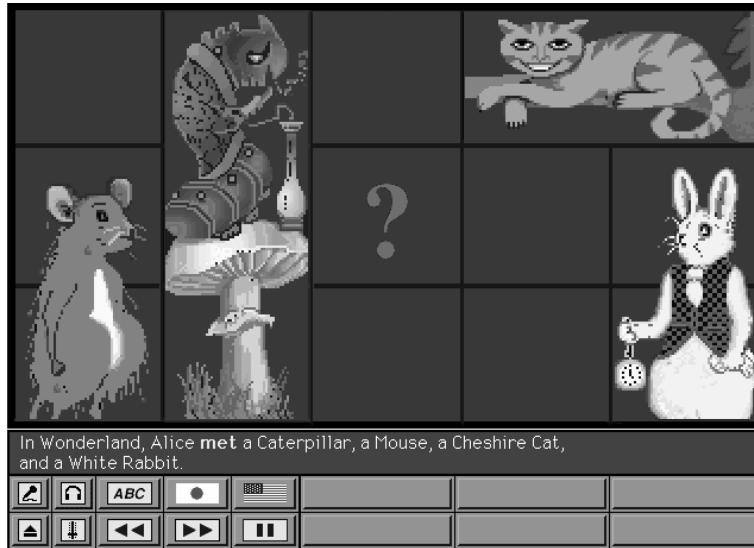 ?
In Wonderland, Alice met a Caterpillar, a Mouse, a Cheshire Cat,
and a White Rabbit.
ABC